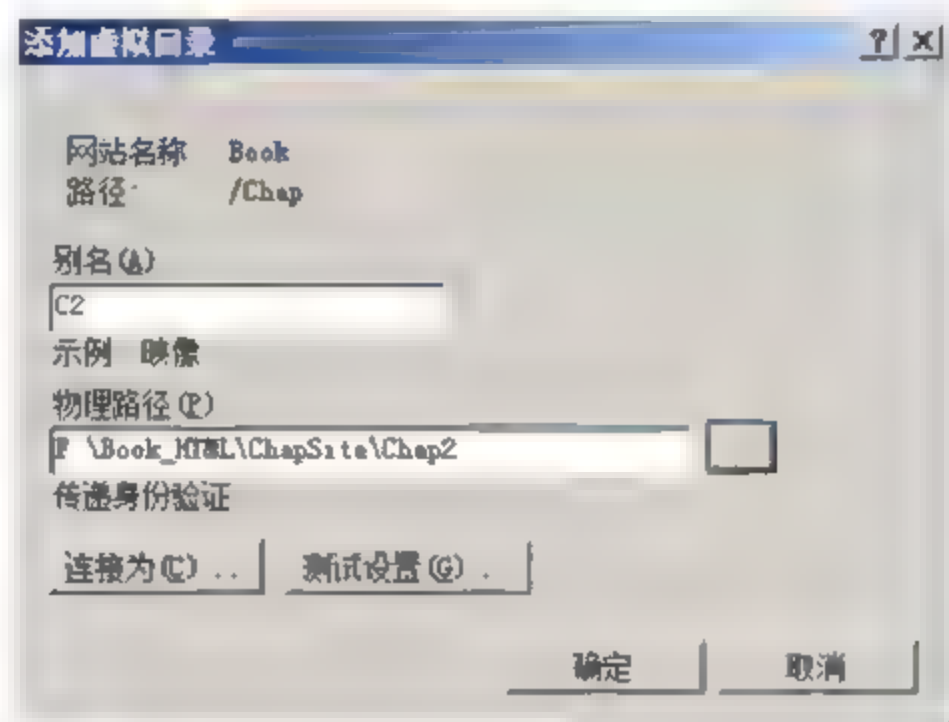 添加虚拟目录
网站名称 Book
路径 /Chap
别名(A)
C2
示例 映像
物理路径(P)
F \Book_HTML\ChapSite\Chap2
传递身份验证
连接为(C) ..
测试设置(G) .
确定
取消